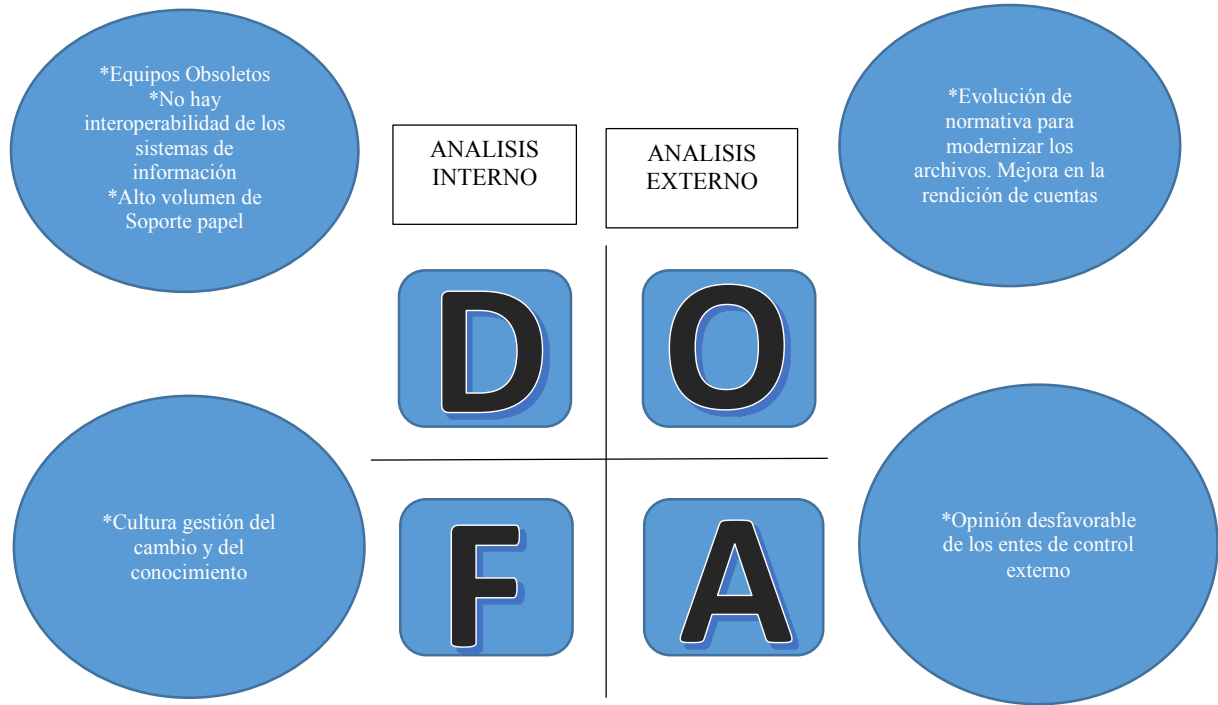 *Equipos Obsoletos
*No hay
interoperabilidad de los
sistemas de
información
*Alto volumen de
Soporte papel
ANALISIS
INTERNO
ANALISIS
EXTERNO
*Evolución de
normativa para
modernizar los
archivos. Mejora en la
rendición de cuentas
D
O
*Cultura gestión del
cambio y del
conocimiento
F
A
*Opinión desfavorable
de los entes de control
externo